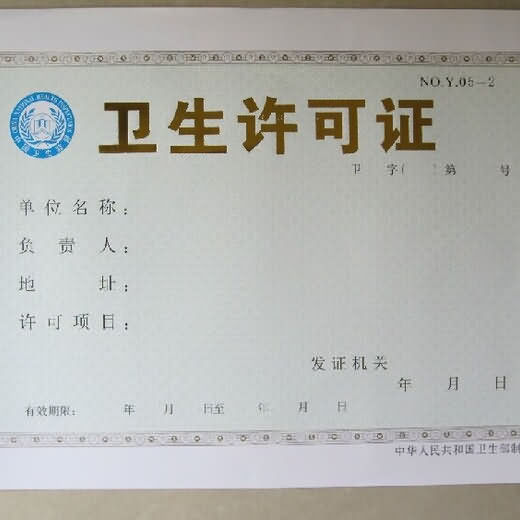 NO.Y.05-2
卫生许可证
卫 字( )第 号
单位名称：
负责人：
地 址：
许可项目：
发证机关
年 月 日
有效期限： 年 月 日至 年 月 日
中华人民共和国卫生部制